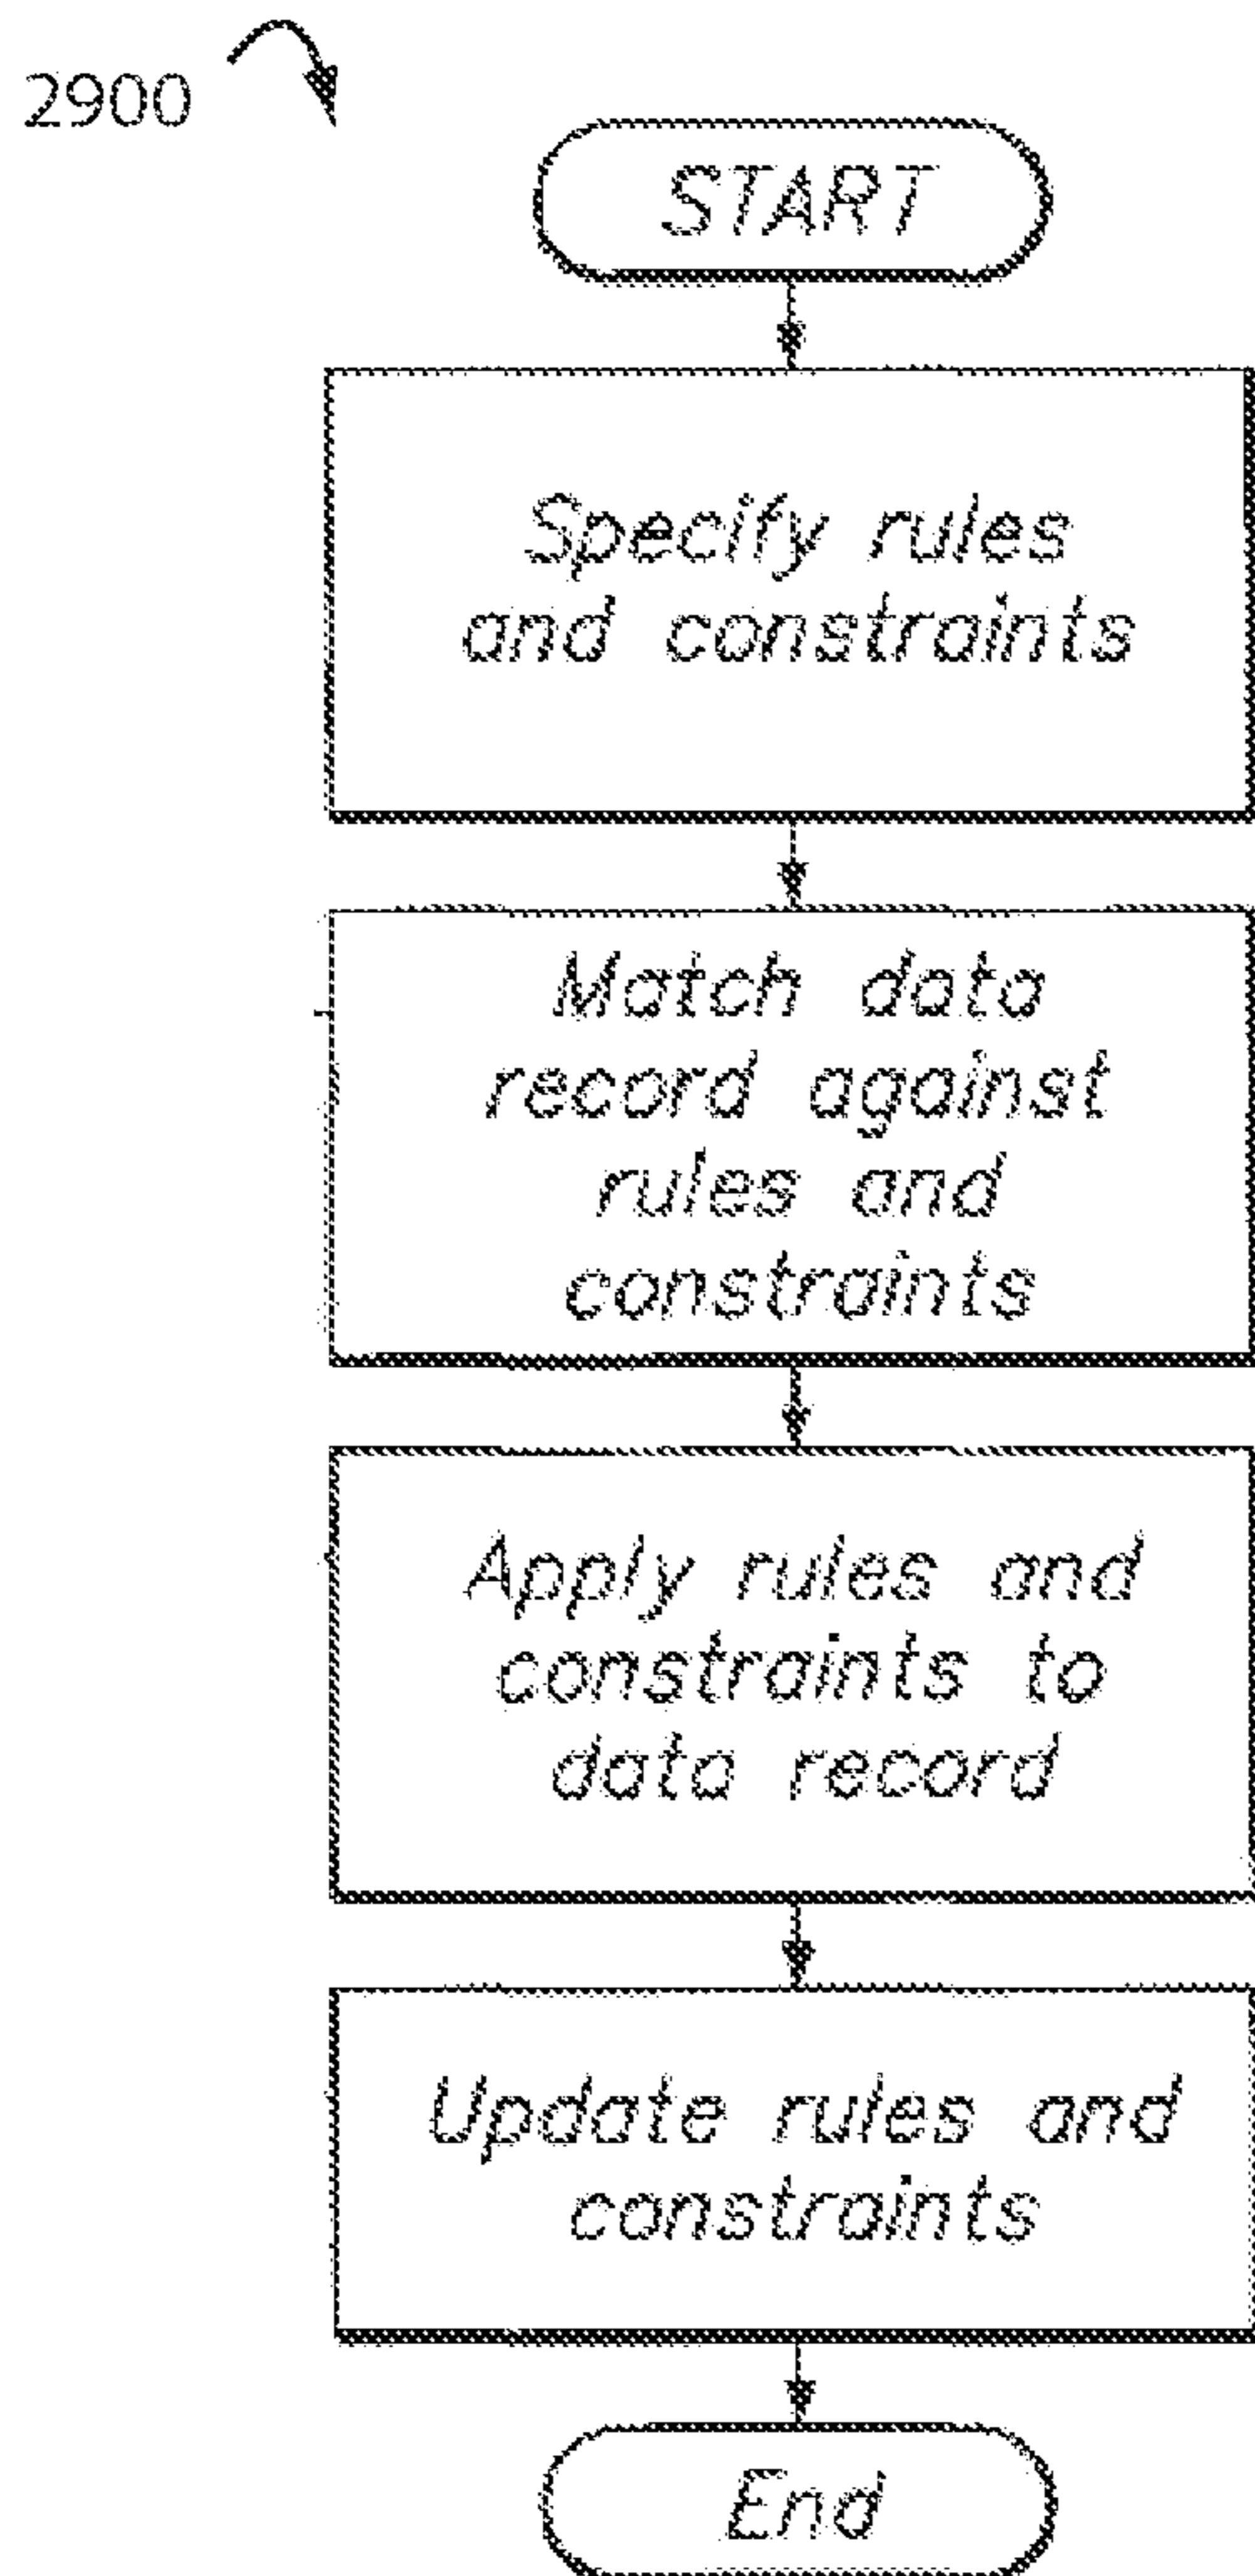 2900
START
Specify rules
and constraints
Match data
record against
rules and
constraints
Apply rules and
constraints to
data record
Update rules and
constraints
End